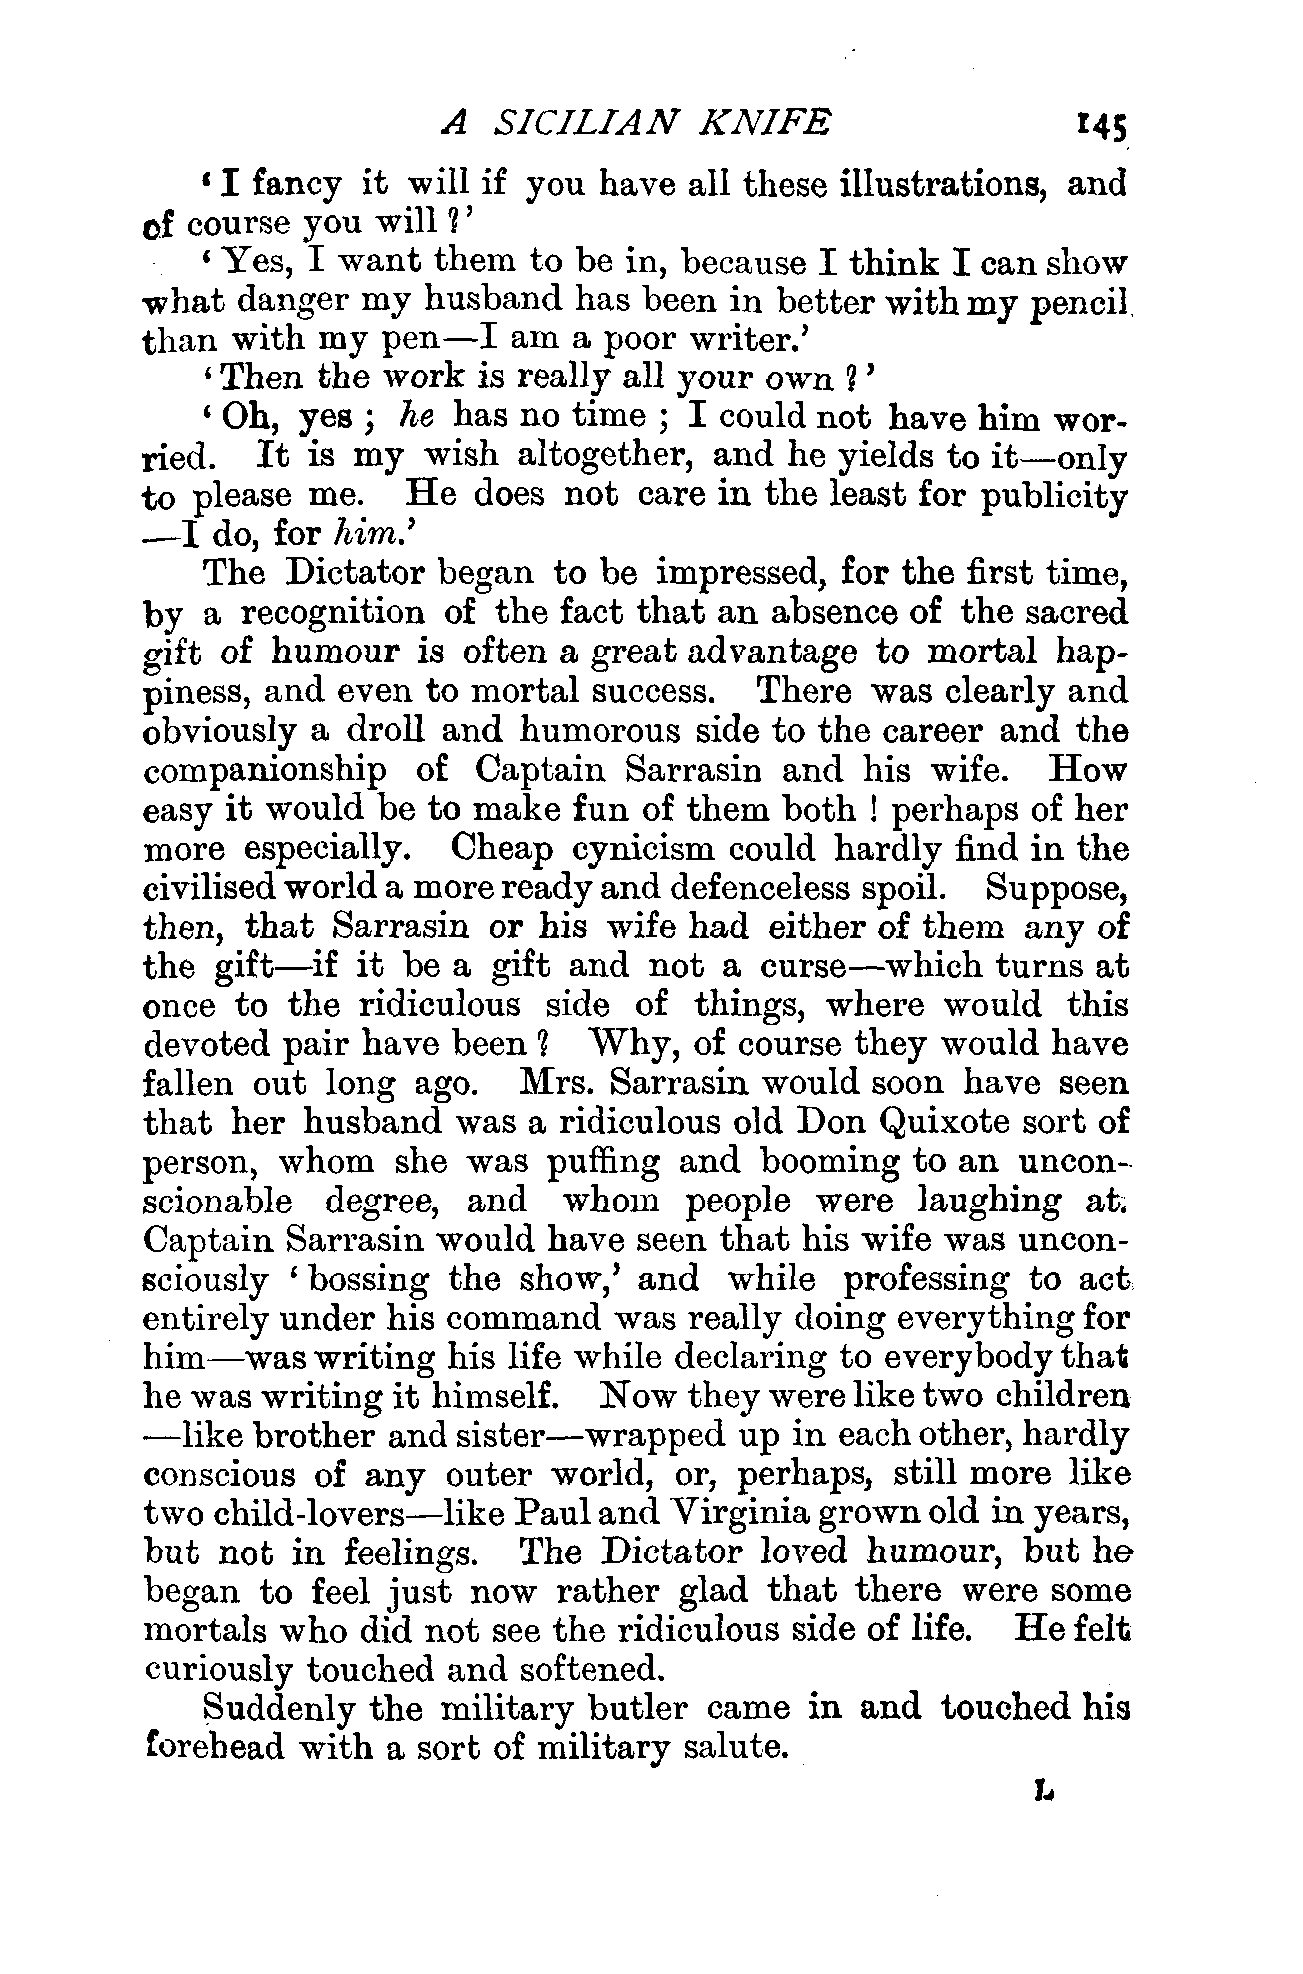 A SICILIAN KNIFE 145
‘I fancy it will if you have all these illustrations, and
of course you will?’
‘Yes, I want them to be in, because I think I can show
what danger my husband has been in better with my pencil
than with my pen—I am a poor writer.’
‘Then the work is really all your own?’
‘Oh, yes; he has no time; I could not have him wor-
ried. It is my wish altogether, and he yields to it—only
to please me. He does not care in the least for publicity
—I do, for him.’
The Dictator began to be impressed, for the first time,
by a recognition of the fact that an absence of the sacred
gift of humour is often a great advantage to mortal hap-
piness, and even to mortal success. There was clearly and
obviously a droll and humorous side to the career and the
companionship of Captain Sarrasin and his wife. How
easy it would be to make fun of them both! perhaps of her
more especially. Cheap cynicism could hardly find in the
civilised world a more ready and defenceless spoil. Suppose,
then, that Sarrasin or his wife had either of them any of
the gift—if it be a gift and not a curse—which turns at
once to the ridiculous side of things, where would this
devoted pair have been? Why, of course they would have
fallen out long ago. Mrs. Sarrasin would soon have seen
that her husband was a ridiculous old Don Quixote sort of
person, whom she was puffing and booming to an uncon-
scionable degree, and whom people were laughing at.
Captain Sarrasin would have seen that his wife was uncon-
sciously ‘bossing the show,’ and while professing to act
entirely under his command was really doing everything for
him—was writing his life while declaring to everybody that
he was writing it himself. Now they were like two children
—like brother and sister—wrapped up in each other, hardly
conscious of any outer world, or, perhaps, still more like
two child-lovers—like Paul and Virginia grown old in years,
but not in feelings. The Dictator loved humour, but he
began to feel just now rather glad that there were some
mortals who did not see the ridiculous side of life. He felt
curiously touched and softened.
Suddenly the military butler came in and touched his
forehead with a sort of military salute.
L